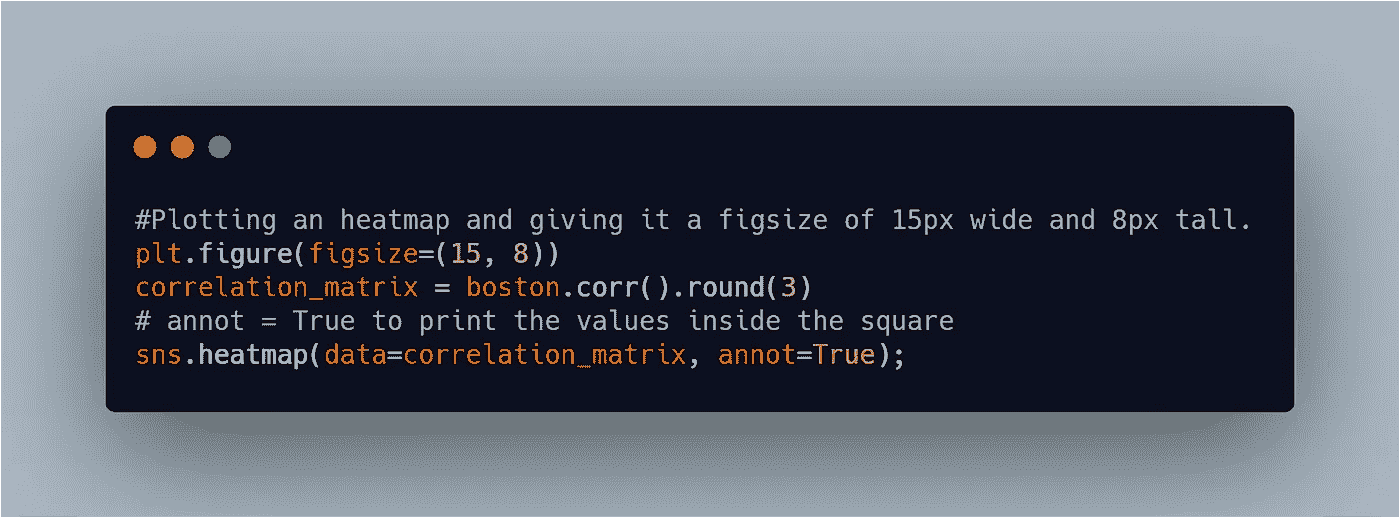 #Plotting an heatmap and giving it a figsize of 15px wide and 8px tall.
plt.figure(figsize=(15, 8))
correlation_matrix = boston.corr().round(3)
# annot = True to print the values inside the square
sns.heatmap(data=correlation_matrix, annot=True);